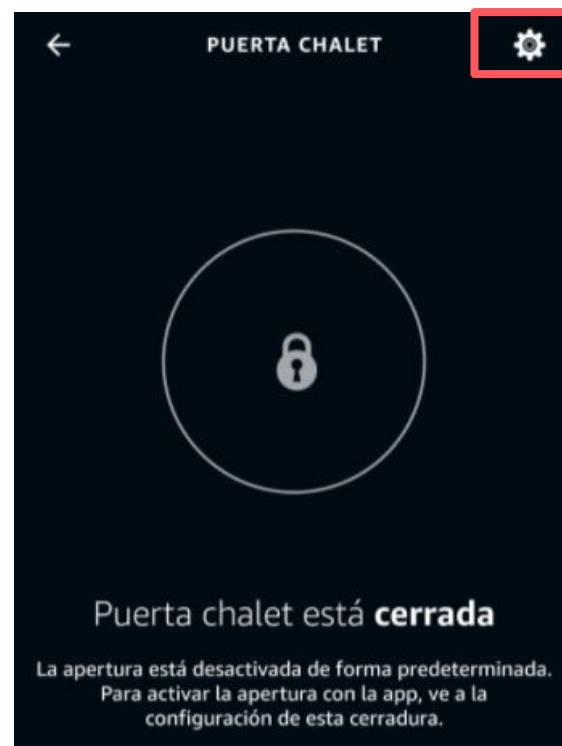 PUERTA CHALET
Puerta chalet está cerrada
La apertura está desactivada de forma predeterminada.
Para activar la apertura con la app, ve a la
configuración de esta cerradura.